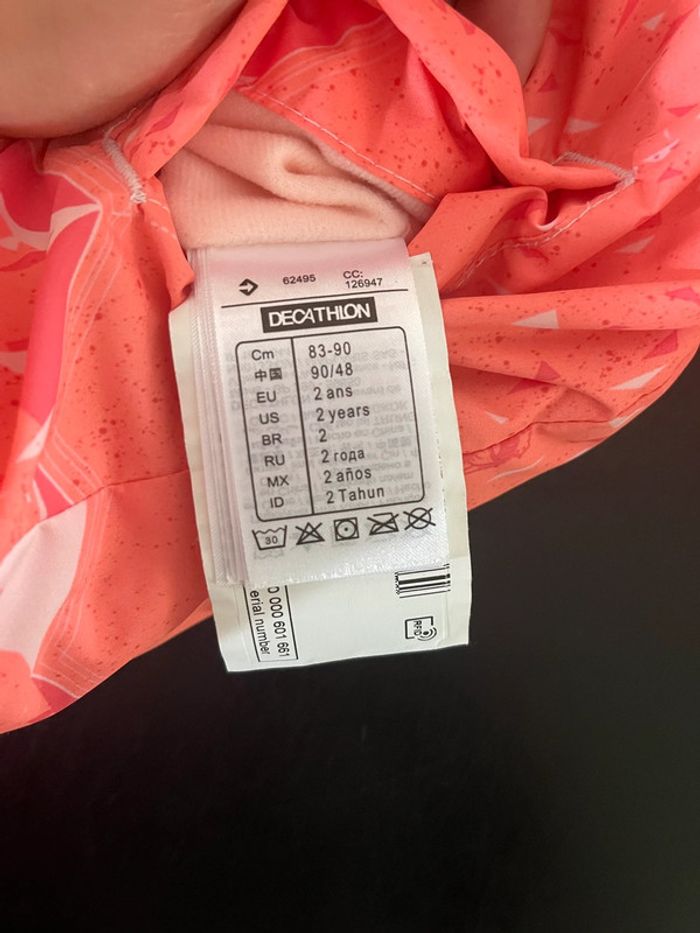 62495 CC:
126947
DECATHLON
Cm 83-90
中国 90/48
EU 2 ans
US 2 years
BR 2
RU 2 года
MX 2 años
ID 2 Tahun
30
000 601 661
erial number
RFID